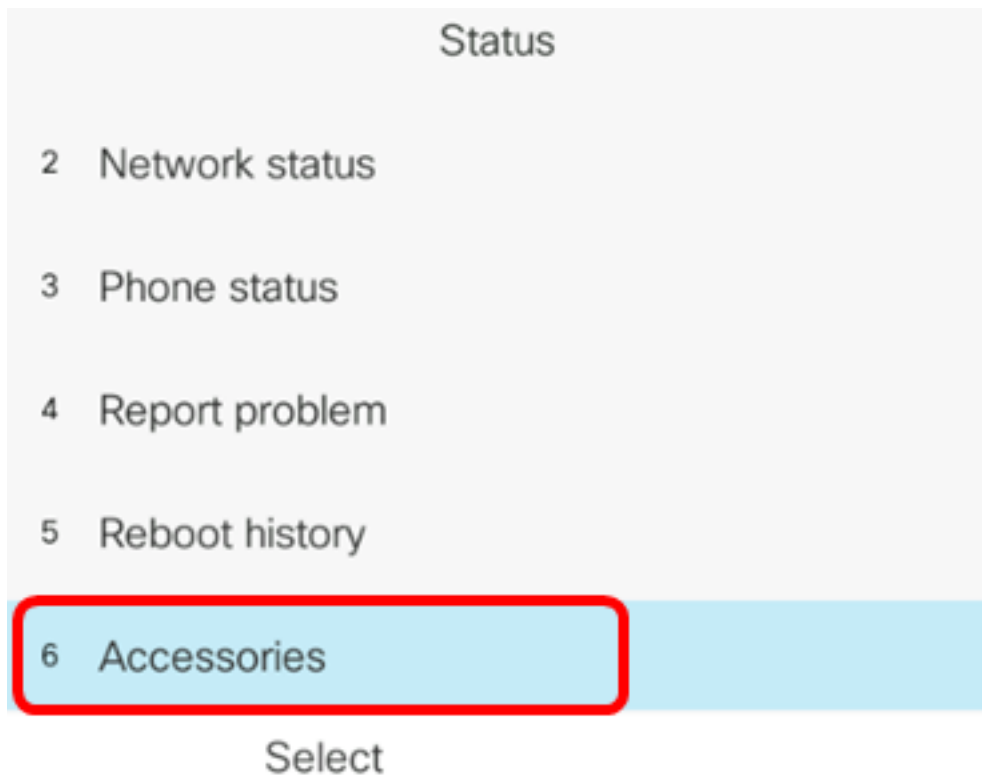 Status
2 Network status
3 Phone status
4 Report problem
5 Reboot history
6 Accessories
Select